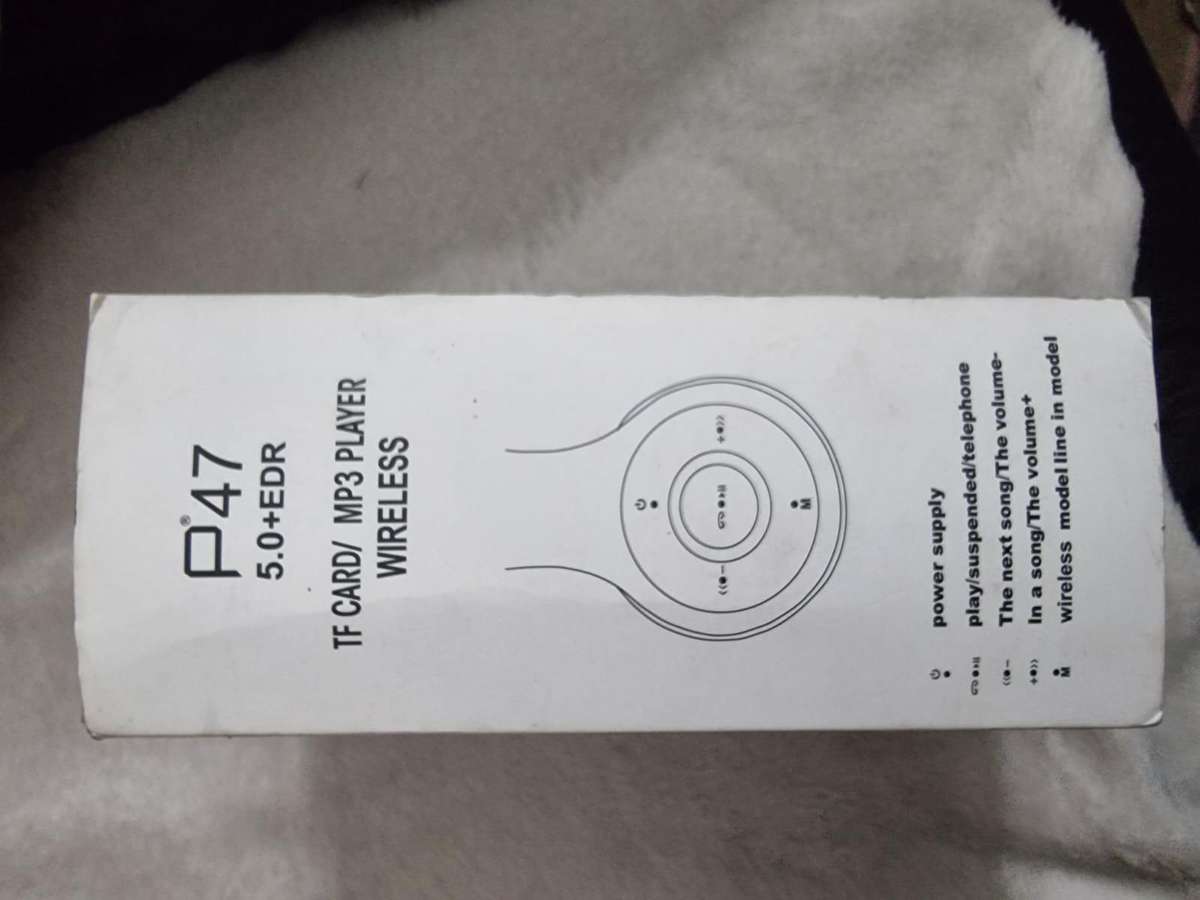 P®47
5.0+EDR
TF CARD/ MP3 PLAYER
WIRELESS
M
power supply
play/suspended/telephone
The next song/The volume-
In a song/The volume+
M wireless model line in model